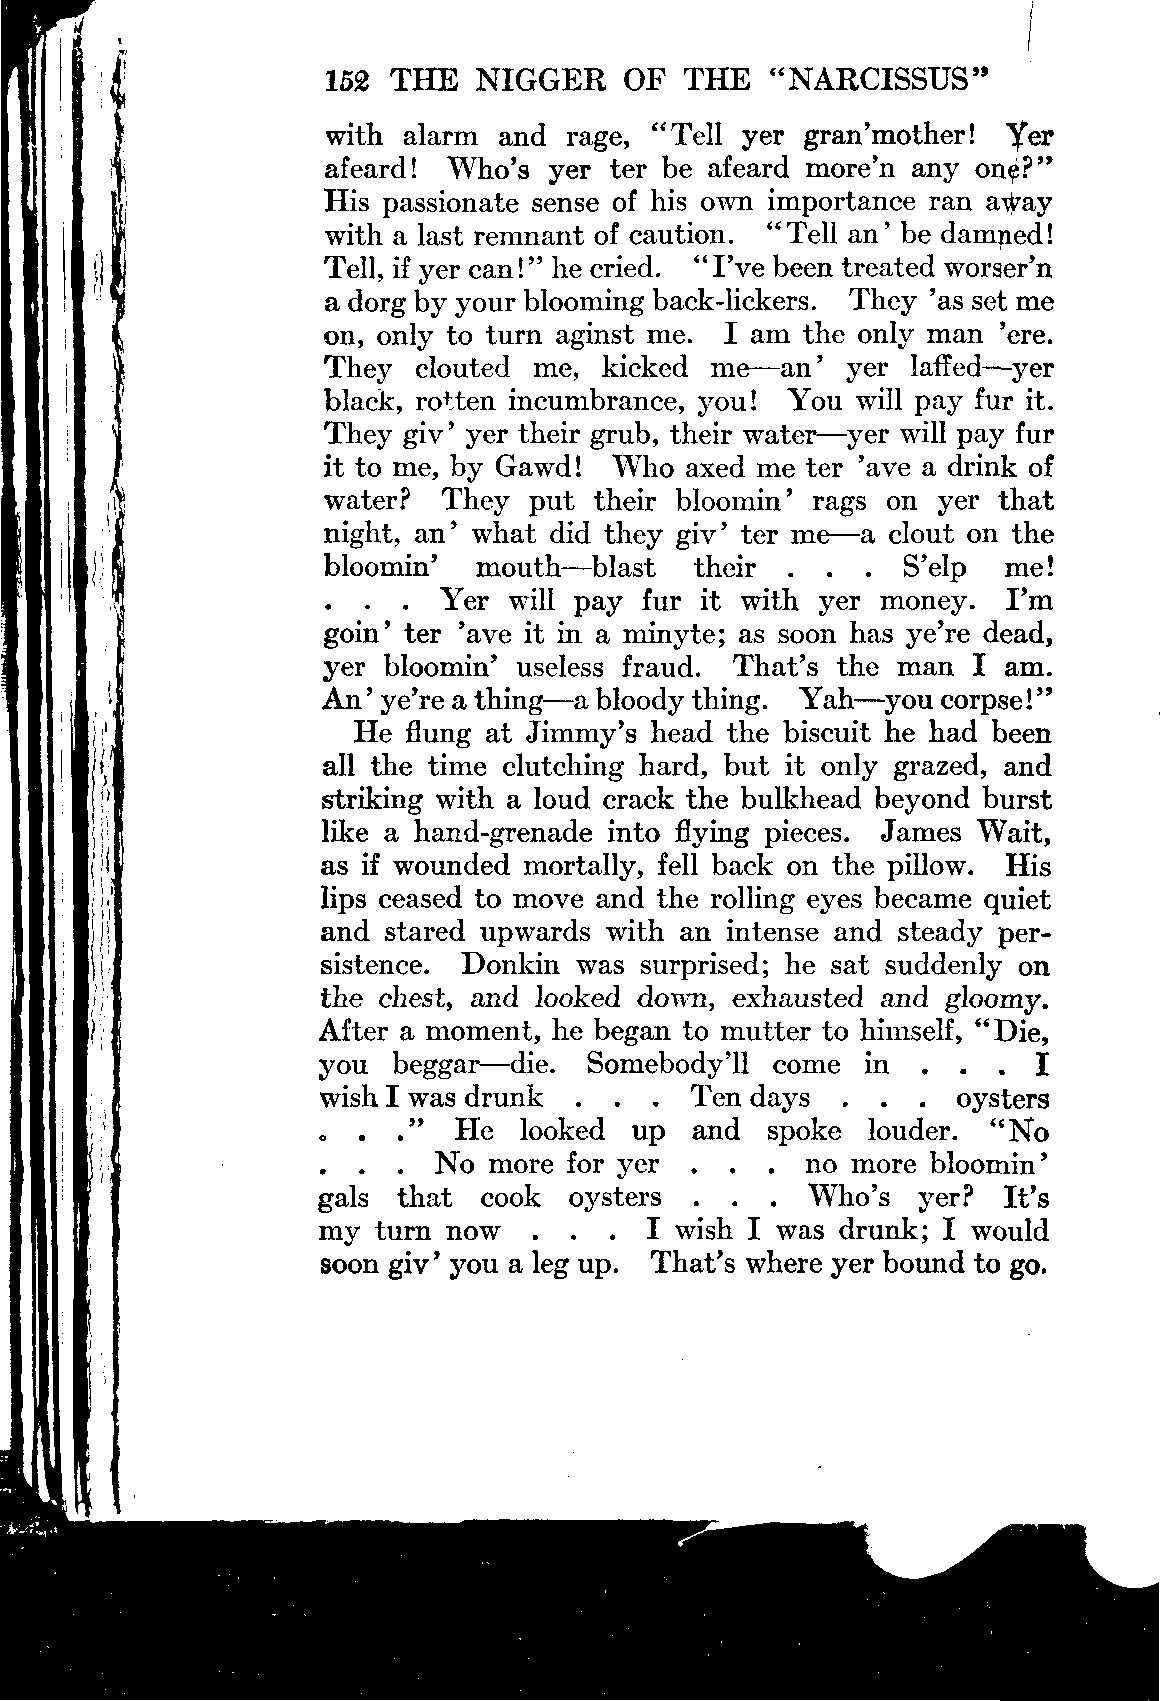 152 THE NIGGER OF THE “NARCISSUS”
with alarm and rage, “Tell yer gran’mother! Yer
afeard! Who’s yer ter be afeard more’n any one?”
His passionate sense of his own importance ran away
with a last remnant of caution. “Tell an’ be damned!
Tell, if yer can!” he cried. “I’ve been treated worser’n
a dorg by your blooming back-lickers. They ’as set me
on, only to turn aginst me. I am the only man ’ere.
They clouted me, kicked me—an’ yer laffed—yer
black, rotten incumbrance, you! You will pay fur it.
They giv’ yer their grub, their water—yer will pay fur
it to me, by Gawd! Who axed me ter ’ave a drink of
water? They put their bloomin’ rags on yer that
night, an’ what did they giv’ ter me—a clout on the
bloomin’ mouth—blast their . . . S’elp me!
. . . Yer will pay fur it with yer money. I’m
goin’ ter ’ave it in a minyte; as soon has ye’re dead,
yer bloomin’ useless fraud. That’s the man I am.
An’ ye’re a thing—a bloody thing. Yah—you corpse!”
He flung at Jimmy’s head the biscuit he had been
all the time clutching hard, but it only grazed, and
striking with a loud crack the bulkhead beyond burst
like a hand-grenade into flying pieces. James Wait,
as if wounded mortally, fell back on the pillow. His
lips ceased to move and the rolling eyes became quiet
and stared upwards with an intense and steady per-
sistence. Donkin was surprised; he sat suddenly on
the chest, and looked down, exhausted and gloomy.
After a moment, he began to mutter to himself, “Die,
you beggar—die. Somebody’ll come in . . . I
wish I was drunk . . . Ten days . . . oysters
. . .” He looked up and spoke louder. “No
. . . No more for yer . . . no more bloomin’
gals that cook oysters . . . Who’s yer? It’s
my turn now . . . I wish I was drunk; I would
soon giv’ you a leg up. That’s where yer bound to go.